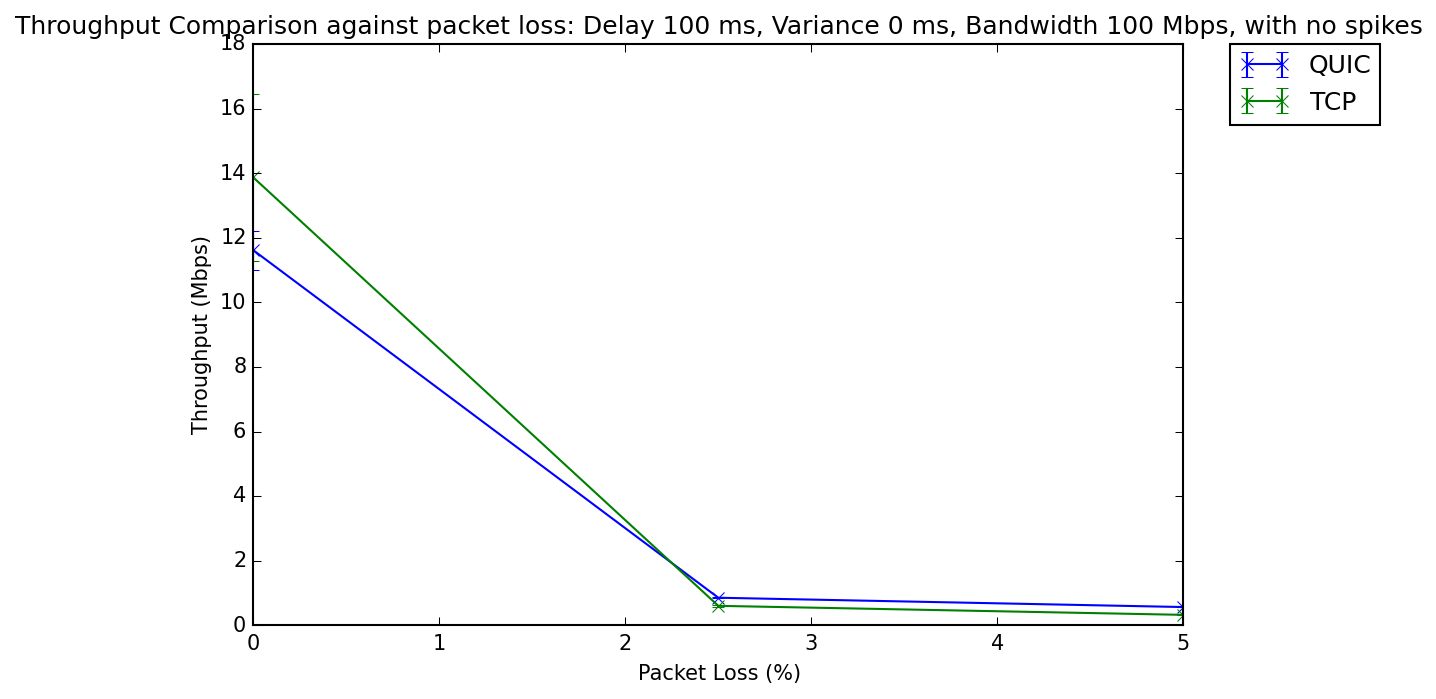 Throughput Comparison against packet loss: Delay 100 ms, Variance 0 ms, Bandwidth 100 Mbps, with no spikes
QUIC
TCP
Throughput (Mbps)
18
16
14
12
10
8
6
4
2
0
0 1 2 3 4 5
Packet Loss (%)